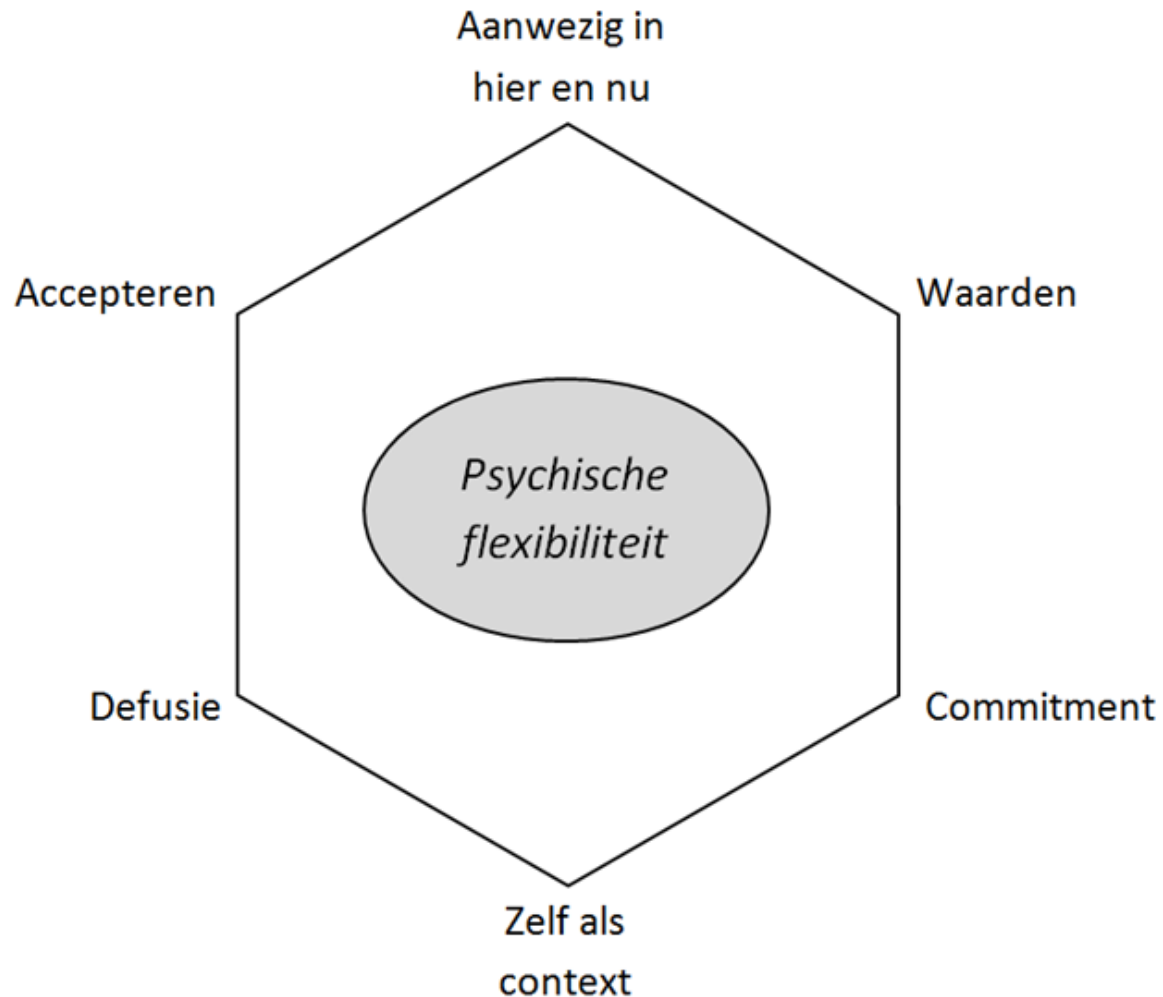 Aanwezig in
hier en nu
Accepteren
Waarden
Psychische
flexibiliteit
Defusie
Commitment
Zelf als
context